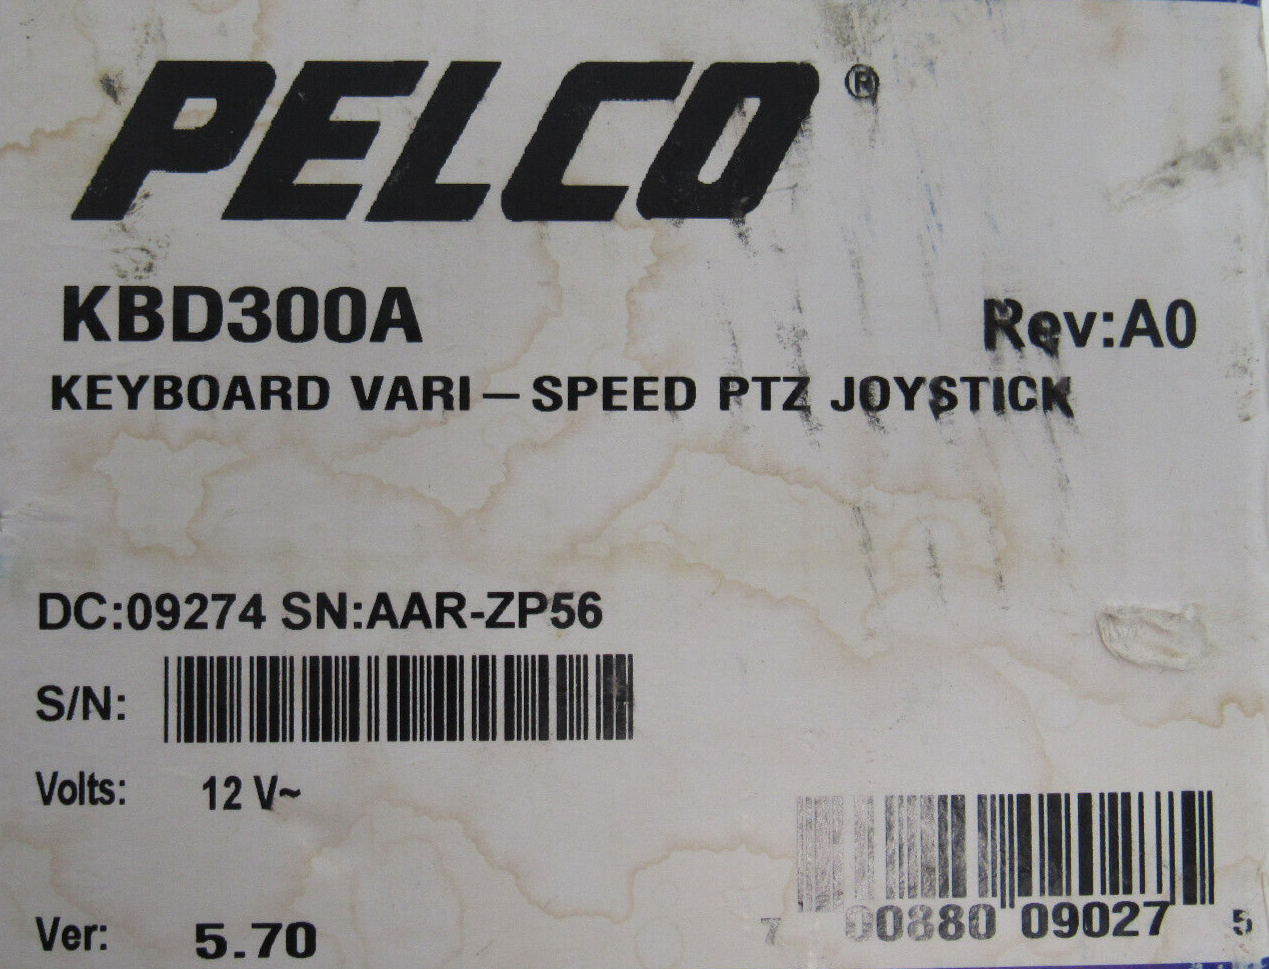 PELCO ®
KBD300A
Rev:A0
KEYBOARD VARI-SPEED PTZ JOYSTICK
DC:09274 SN:AAR-ZP56
S/N:
Volts: 12 V~
Ver: 5.70
7 00880 09027 5